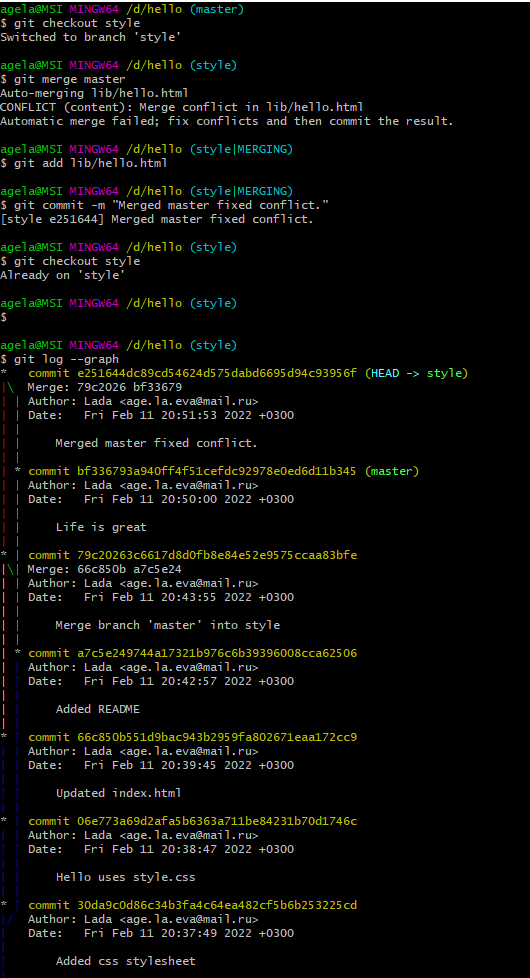 agela@MSI MINGW64 /d/hello (master)
$ git checkout style
Switched to branch 'style'
agela@MSI MINGW64 /d/hello (style)
$ git merge master
Auto-merging lib/hello.html
CONFLICT (content): Merge conflict in lib/hello.html
Automatic merge failed; fix conflicts and then commit the result.
agela@MSI MINGW64 /d/hello (style|MERGING)
$ git add lib/hello.html
agela@MSI MINGW64 /d/hello (style|MERGING)
$ git commit -m "Merged master fixed conflict."
[style e251644] Merged master fixed conflict.
agela@MSI MINGW64 /d/hello (style)
$ git checkout style
Already on 'style'
agela@MSI MINGW64 /d/hello (style)
$
agela@MSI MINGW64 /d/hello (style)
$ git log --graph
*   commit e251644dc89cd54624d575dabd6695d94c93956f (HEAD -> style)
|\  Merge: 79c2026 bf33679
| | Author: Lada <age.la.eva@mail.ru>
| | Date:   Fri Feb 11 20:51:53 2022 +0300
| |
| |     Merged master fixed conflict.
| |
| * commit bf336793a940ff4f51cefdc92978e0ed6d11b345 (master)
| | Author: Lada <age.la.eva@mail.ru>
| | Date:   Fri Feb 11 20:50:00 2022 +0300
| |
| |     Life is great
| |
* | commit 79c20263c6617d8d0fb8e84e52e9575ccaa83bfe
|\| Merge: 66c850b a7c5e24
| | Author: Lada <age.la.eva@mail.ru>
| | Date:   Fri Feb 11 20:43:55 2022 +0300
| |
| |     Merge branch 'master' into style
| |
| * commit a7c5e249744a17321b976c6b39396008cca62506
| | Author: Lada <age.la.eva@mail.ru>
| | Date:   Fri Feb 11 20:42:57 2022 +0300
| |
| |     Added README
| |
* | commit 66c850b551d9bac943b2959fa802671eaa172cc9
| | Author: Lada <age.la.eva@mail.ru>
| | Date:   Fri Feb 11 20:39:45 2022 +0300
| |
| |     Updated index.html
| |
* | commit 06e773a69d2afa5b6363a711be84231b70d1746c
| | Author: Lada <age.la.eva@mail.ru>
| | Date:   Fri Feb 11 20:38:47 2022 +0300
| |
| |     Hello uses style.css
| |
* | commit 30da9c0d86c34b3fa4c64ea482cf5b6b253225cd
|/  Author: Lada <age.la.eva@mail.ru>
|   Date:   Fri Feb 11 20:37:49 2022 +0300
|
|       Added css stylesheet